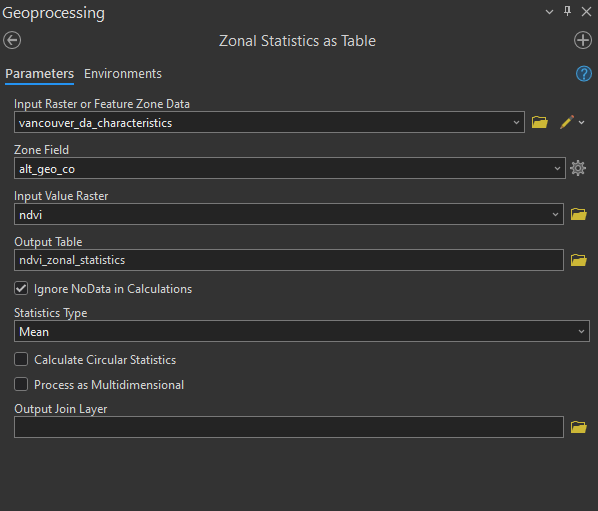 Geoprocessing
Zonal Statistics as Table
Parameters Environments
Input Raster or Feature Zone Data
vancouver_da_characteristics
Zone Field
alt_geo_co
Input Value Raster
ndvi
Output Table
ndvi_zonal_statistics
Ignore NoData in Calculations
Statistics Type
Mean
Calculate Circular Statistics
Process as Multidimensional
Output Join Layer